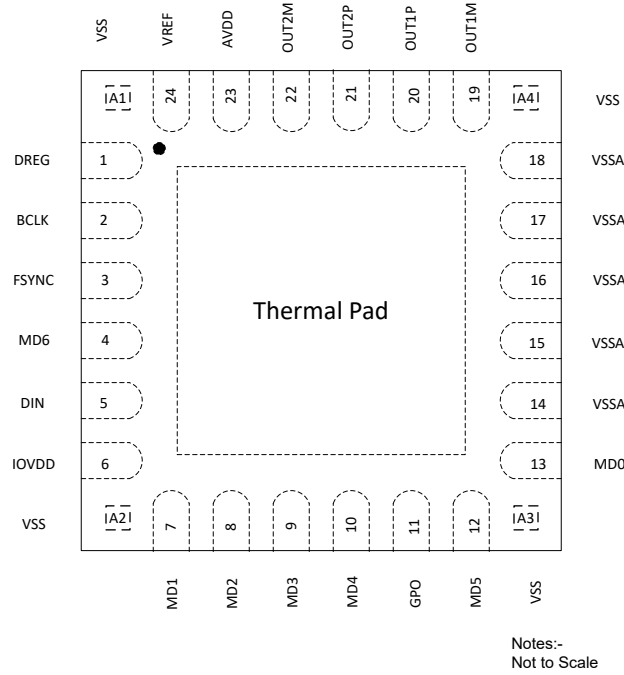 VSS
VREF
AVDD
OUT2M
OUT2P
OUT1P
OUT1M
A1
24
23
22
21
20
19
A4
VSS
DREG
1
18
VSSA
BCLK
2
17
VSSA
FSYNC
3
16
VSSA
Thermal Pad
MD6
4
15
VSSA
DIN
5
14
VSSA
IOVDD
6
13
MD0
VSS
A2
7
8
9
10
11
12
A3
MD1
MD2
MD3
MD4
GPO
MD5
VSS
Notes:-
Not to Scale